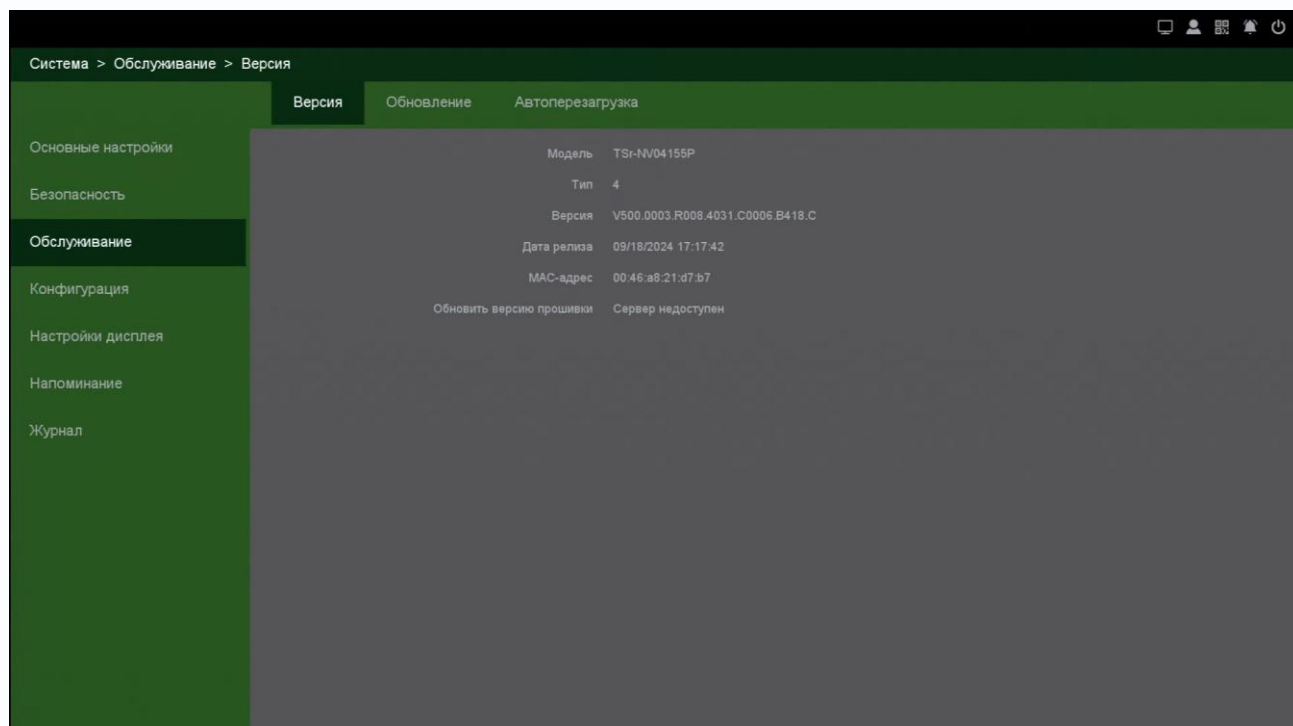 Система > Обслуживание > Версия
Версия Обновление Автоперезагрузка
Основные настройки
Безопасность
Обслуживание
Конфигурация
Настройки дисплея
Напоминание
Журнал
Модель TSr-NV04155P
Тип 4
Версия V500.0003.R008.4031.C0006.B418.C
Дата релиза 09/18/2024 17:17:42
MAC-адрес 00:46:a8:21:d7:b7
Обновить версию прошивки Сервер недоступен